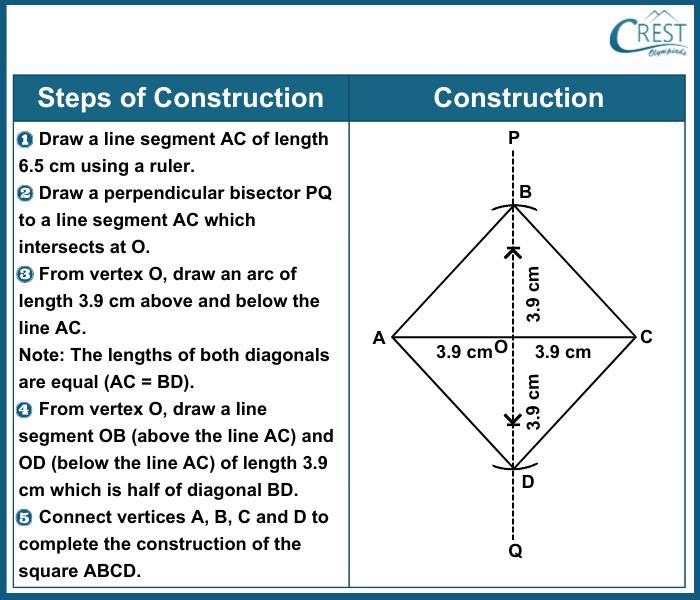 CREST
Olympiads
Steps of Construction
Construction
1 Draw a line segment AC of length
6.5 cm using a ruler.
2 Draw a perpendicular bisector PQ
to a line segment AC which
intersects at O.
3 From vertex O, draw an arc of
length 3.9 cm above and below the
line AC.
Note: The lengths of both diagonals
are equal (AC = BD).
4 From vertex O, draw a line
segment OB (above the line AC) and
OD (below the line AC) of length 3.9
cm which is half of diagonal BD.
5 Connect vertices A, B, C and D to
complete the construction of the
square ABCD.
P
B
3.9 cm
A
C
3.9 cm
O
3.9 cm
3.9 cm
D
Q